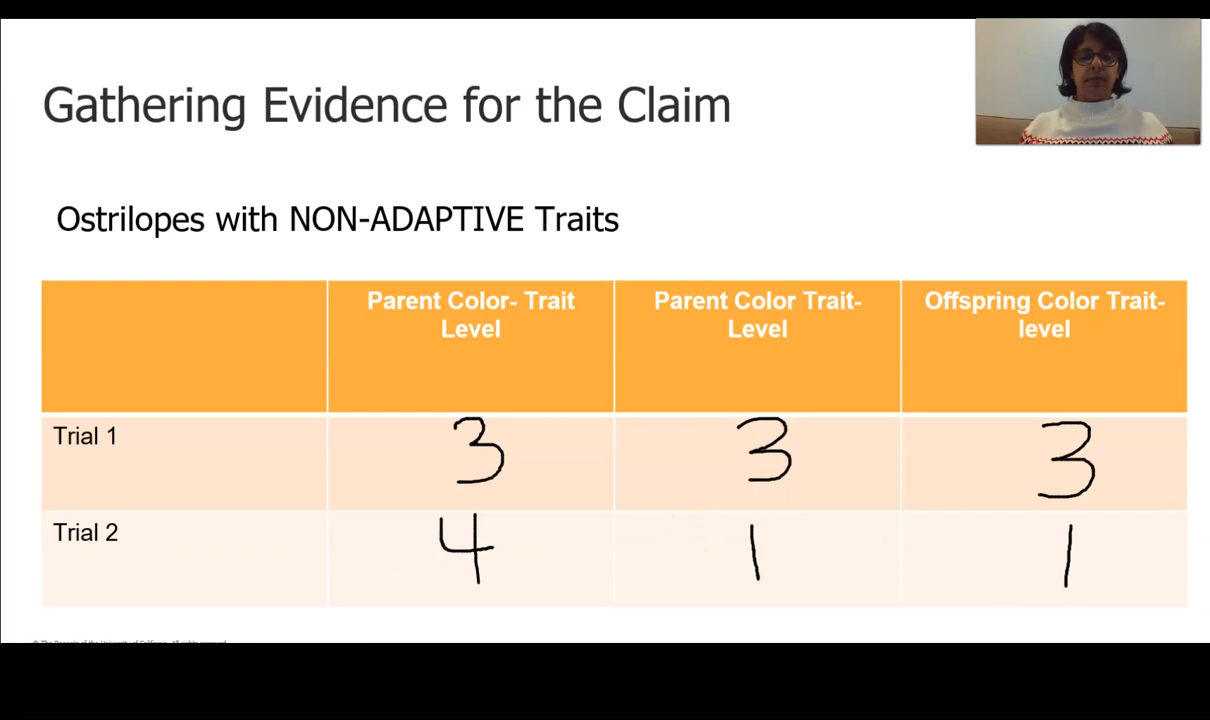 Gathering Evidence for the Claim
Ostrilopes with NON-ADAPTIVE Traits
Parent Color- Trait Level
Parent Color Trait- Level
Offspring Color Trait- level
Trial 1 3 3 3
Trial 2 4 1 1